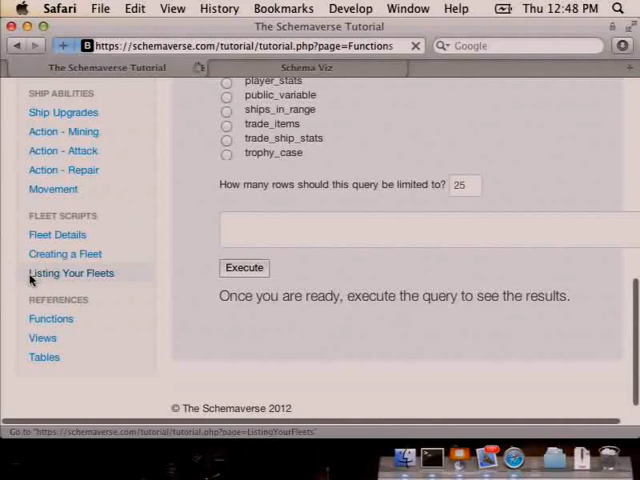 Safari File Edit View History Bookmarks Develop Window Help Thu 12:48 PM
The Schemaverse Tutorial
B https://schemaverse.com/tutorial/tutorial.php?page=Functions Google
The Schemaverse Tutorial Schema Viz
SHIP ABILITIES
Ship Upgrades
Action - Mining
Action - Attack
Action - Repair
Movement
FLEET SCRIPTS
Fleet Details
Creating a Fleet
Listing Your Fleets
REFERENCES
Functions
Views
Tables
player_stats
public_variable
ships_in_range
trade_items
trade_ship_stats
trophy_case
How many rows should this query be limited to? 25
Execute
Once you are ready, execute the query to see the results.
© The Schemaverse 2012
Go to "https://schemaverse.com/tutorial/tutorial.php?page=ListingYourFleets"